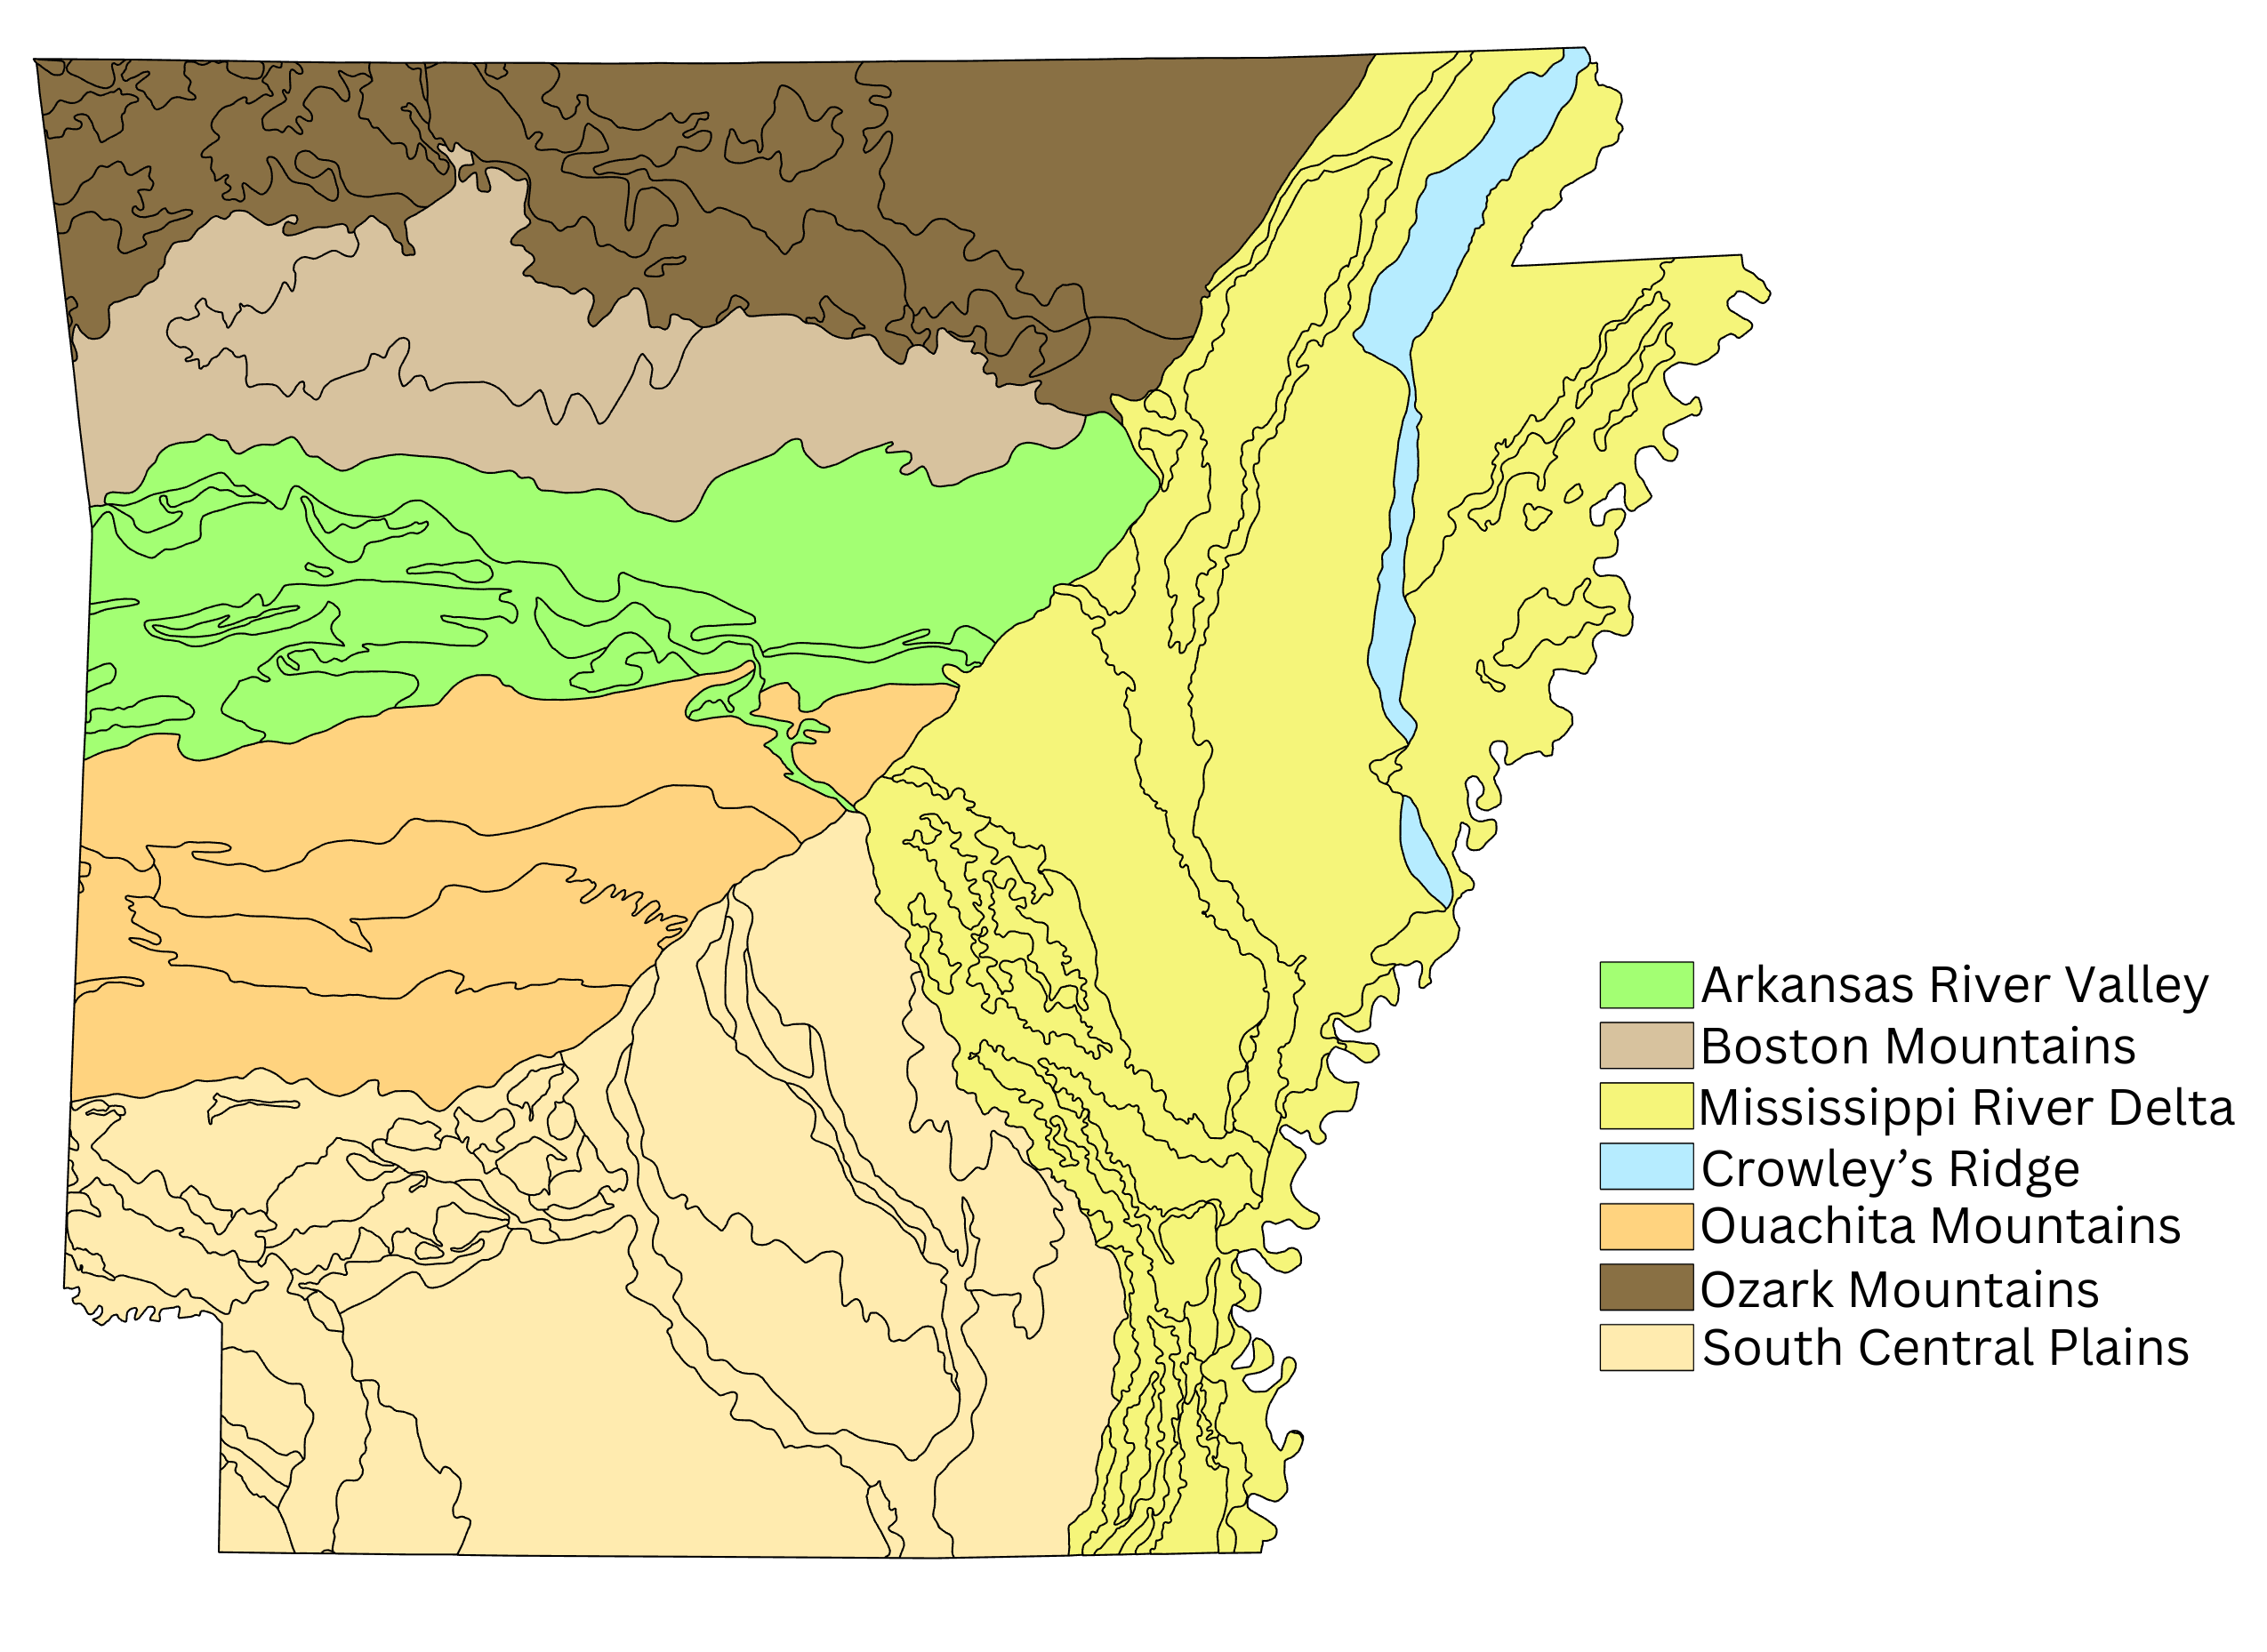 Arkansas River Valley
Boston Mountains
Mississippi River Delta
Crowley’s Ridge
Ouachita Mountains
Ozark Mountains
South Central Plains